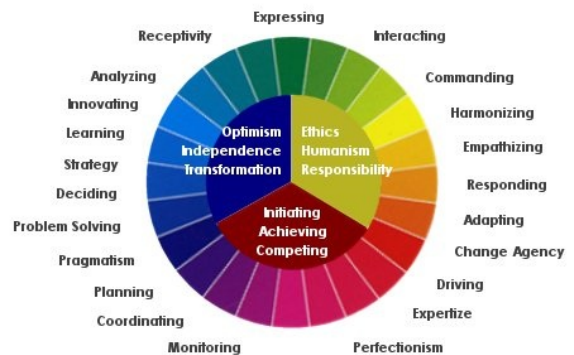 Expressing
Receptivity
Interacting
Analyzing
Commanding
Innovating
Harmonizing
Learning
Empathizing
Strategy
Responding
Deciding
Adapting
Problem Solving
Change Agency
Pragmatism
Driving
Planning
Expertize
Coordinating
Monitoring
Perfectionism
Optimism
Independence
Transformation
Ethics
Humanism
Responsibility
Initiating
Achieving
Competing